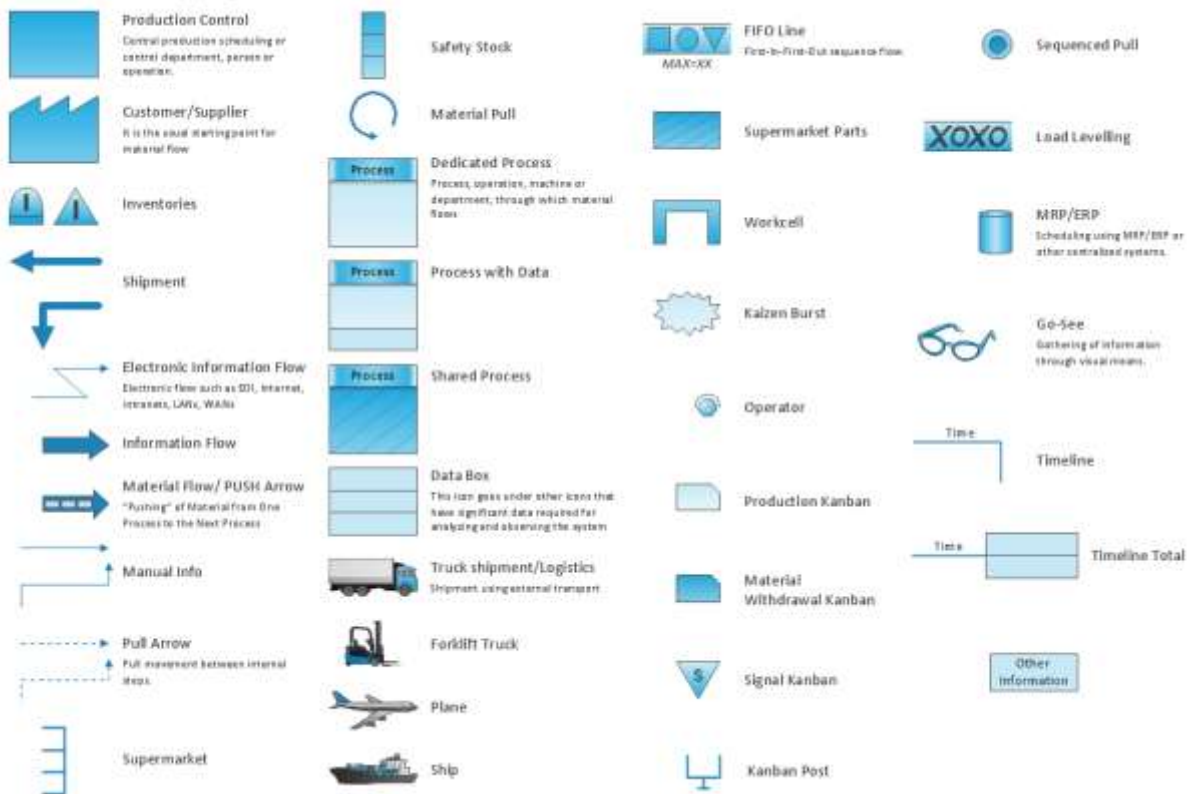 Production Control
Central production scheduling or
control department, person or
operation.
Customer/Supplier
It is the usual starting point for
material flow
I
I
Inventories
Shipment
Electronic Information Flow
Electronic flow such as EDI, Internet,
Intranets, LANs, WANs
Information Flow
Material Flow/ PUSH Arrow
"Pushing" of Material from One
Process to the Next Process
Manual Info
Pull Arrow
Pull movement between internal
steps.
Supermarket
Safety Stock
Material Pull
Process
Dedicated Process
Process, operation, machine or
department, through which material
flows
Process
Process with Data
Process
Shared Process
Data Box
This icon goes under other icons that
have significant data required for
analyzing and observing the system
Truck shipment/Logistics
Shipment using external transport
Forklift Truck
Plane
Ship
MAX=XX
FIFO Line
First-In-First-Out sequence flow.
Supermarket Parts
Workcell
Kaizen Burst
Operator
Production Kanban
Material
Withdrawal Kanban
S
Signal Kanban
Kanban Post
Sequenced Pull
XOXO
Load Levelling
MRP/ERP
Scheduling using MRP/ERP or
other centralized systems.
Go-See
Gathering of information
through visual means.
Time
Timeline
Time
Timeline Total
Other
Information